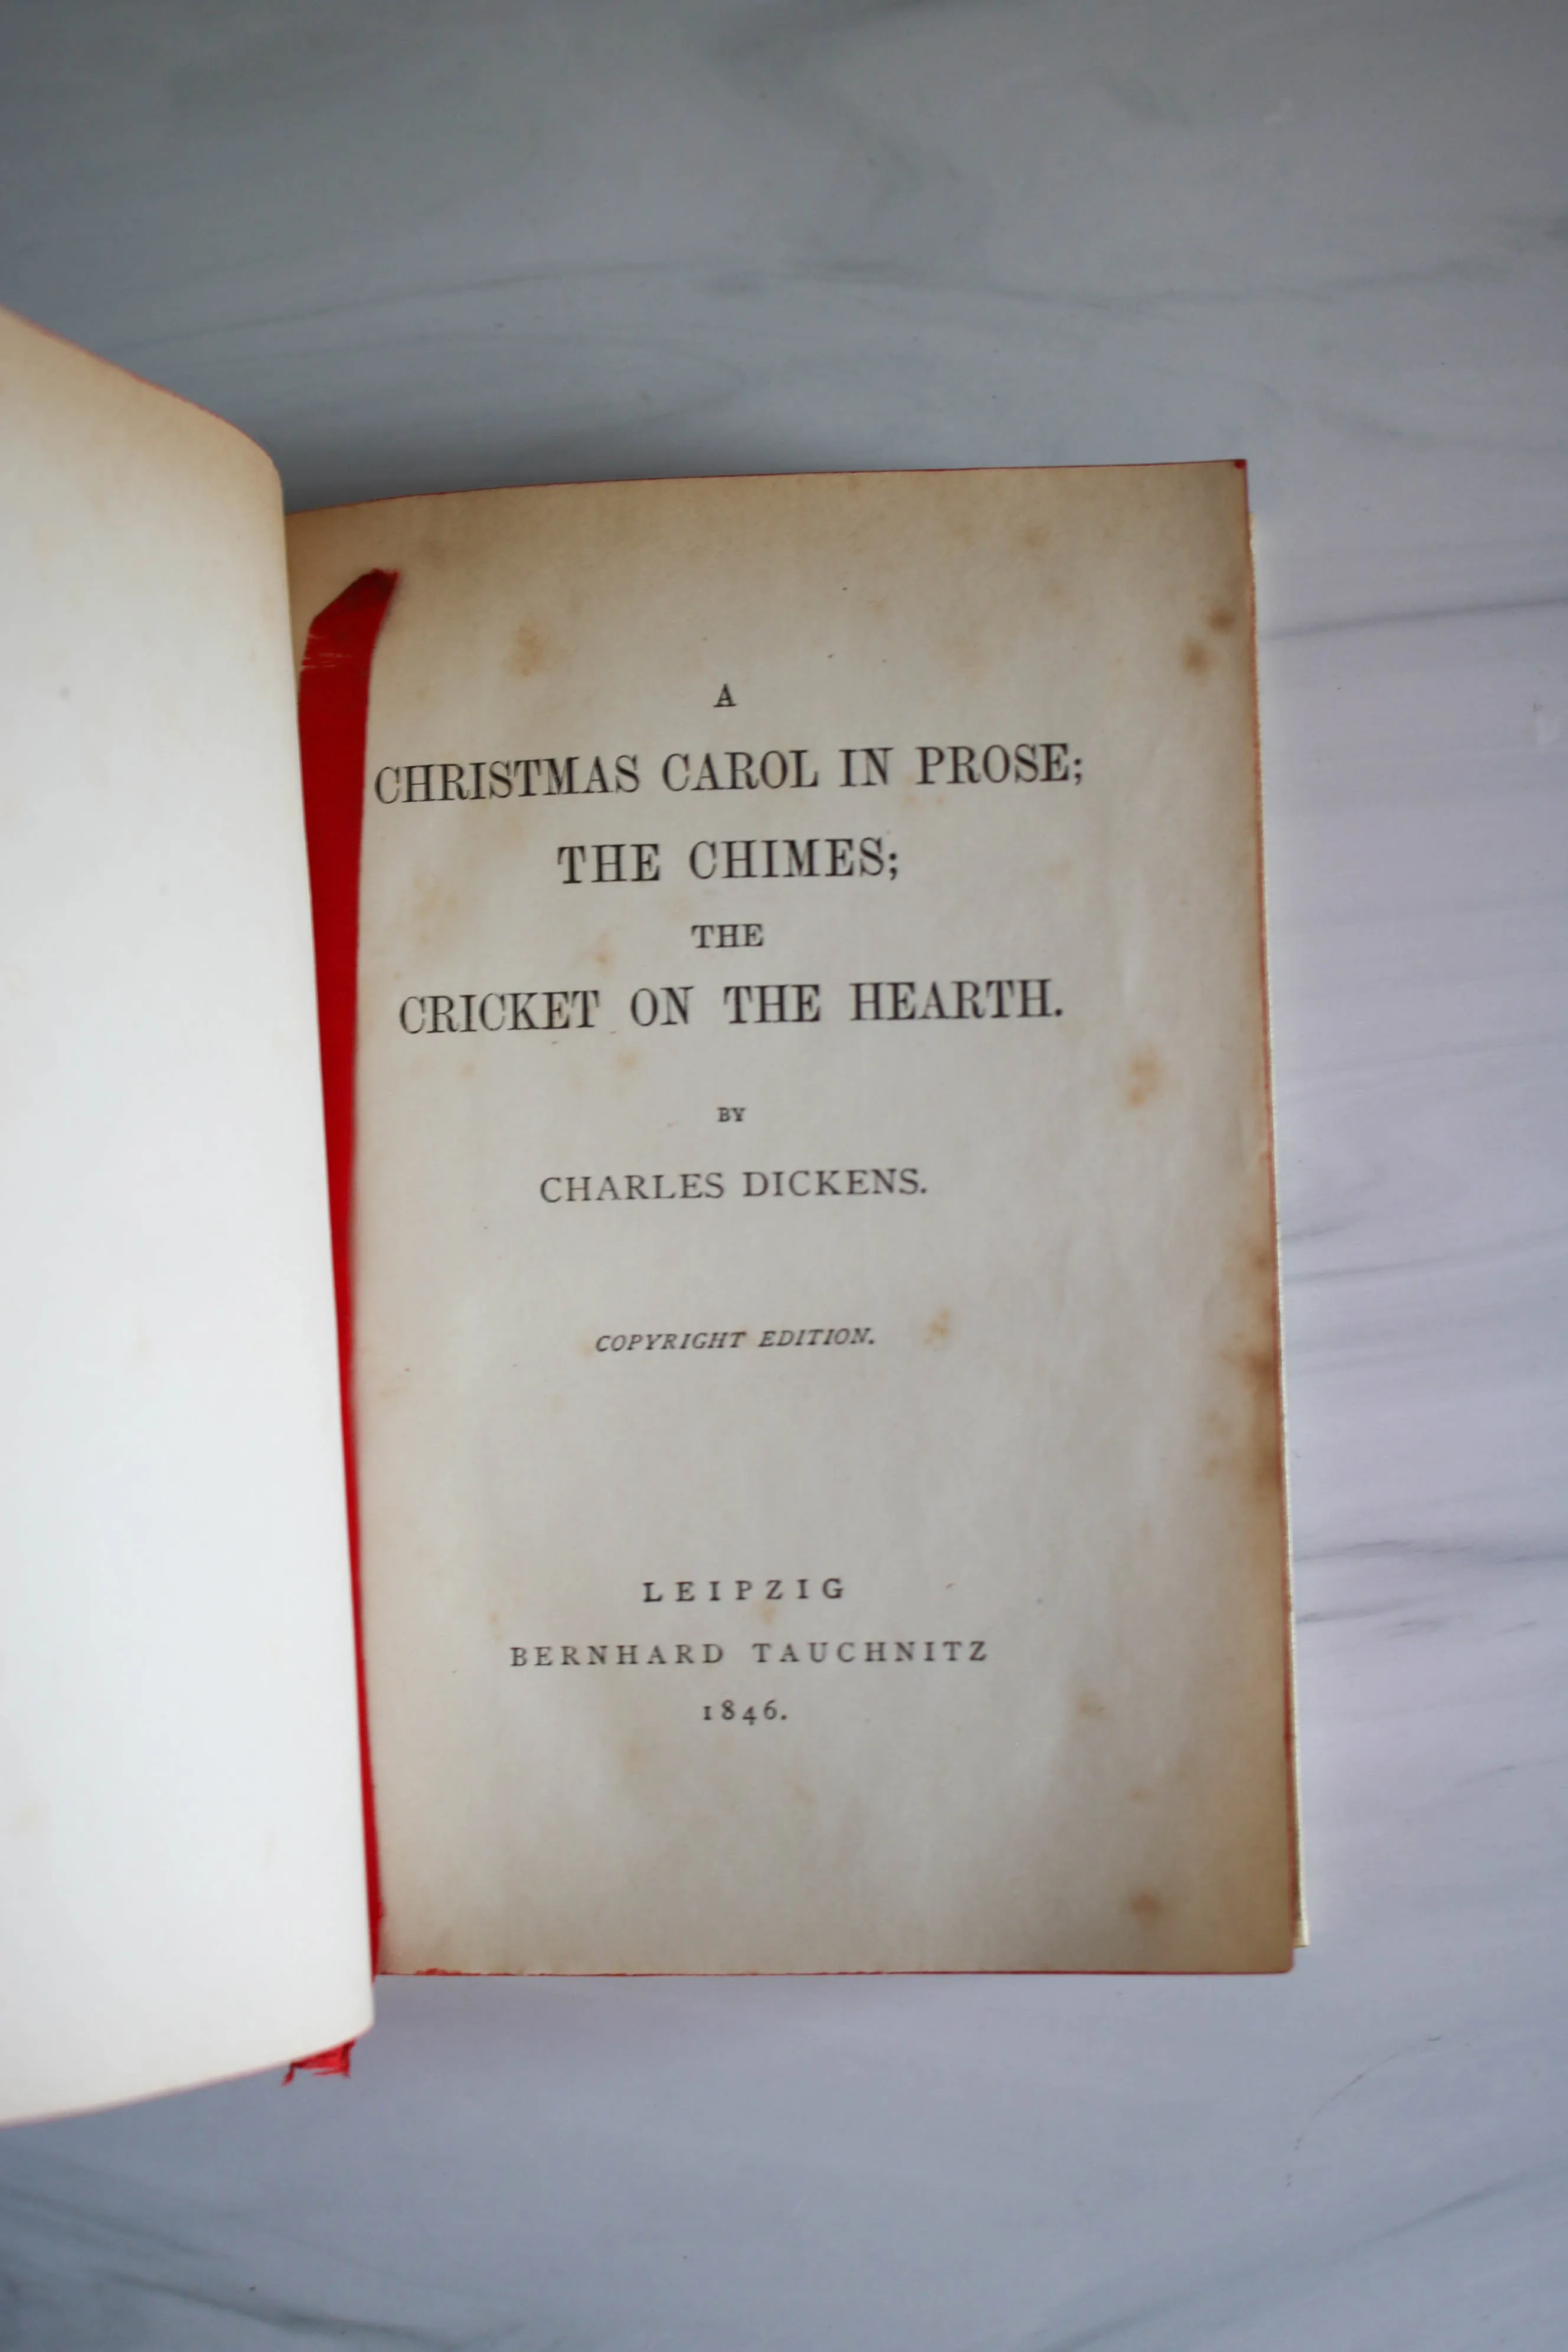 A
CHRISTMAS CAROL IN PROSE;
THE CHIMES;
THE
CRICKET ON THE HEARTH.
BY
CHARLES DICKENS.
COPYRIGHT EDITION.
LEIPZIG
BERNHARD TAUCHNITZ
1846.